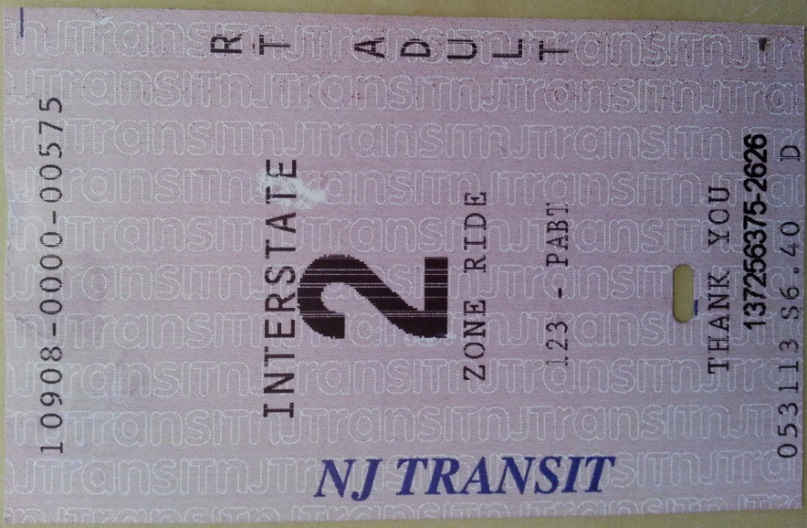 10908-0000-00575
RT ADULT
INTERSTATE
2
ZONE RIDE
123 - PABT
THANK YOU
137256375-2626
053113 $6.40 D
NJ TRANSIT